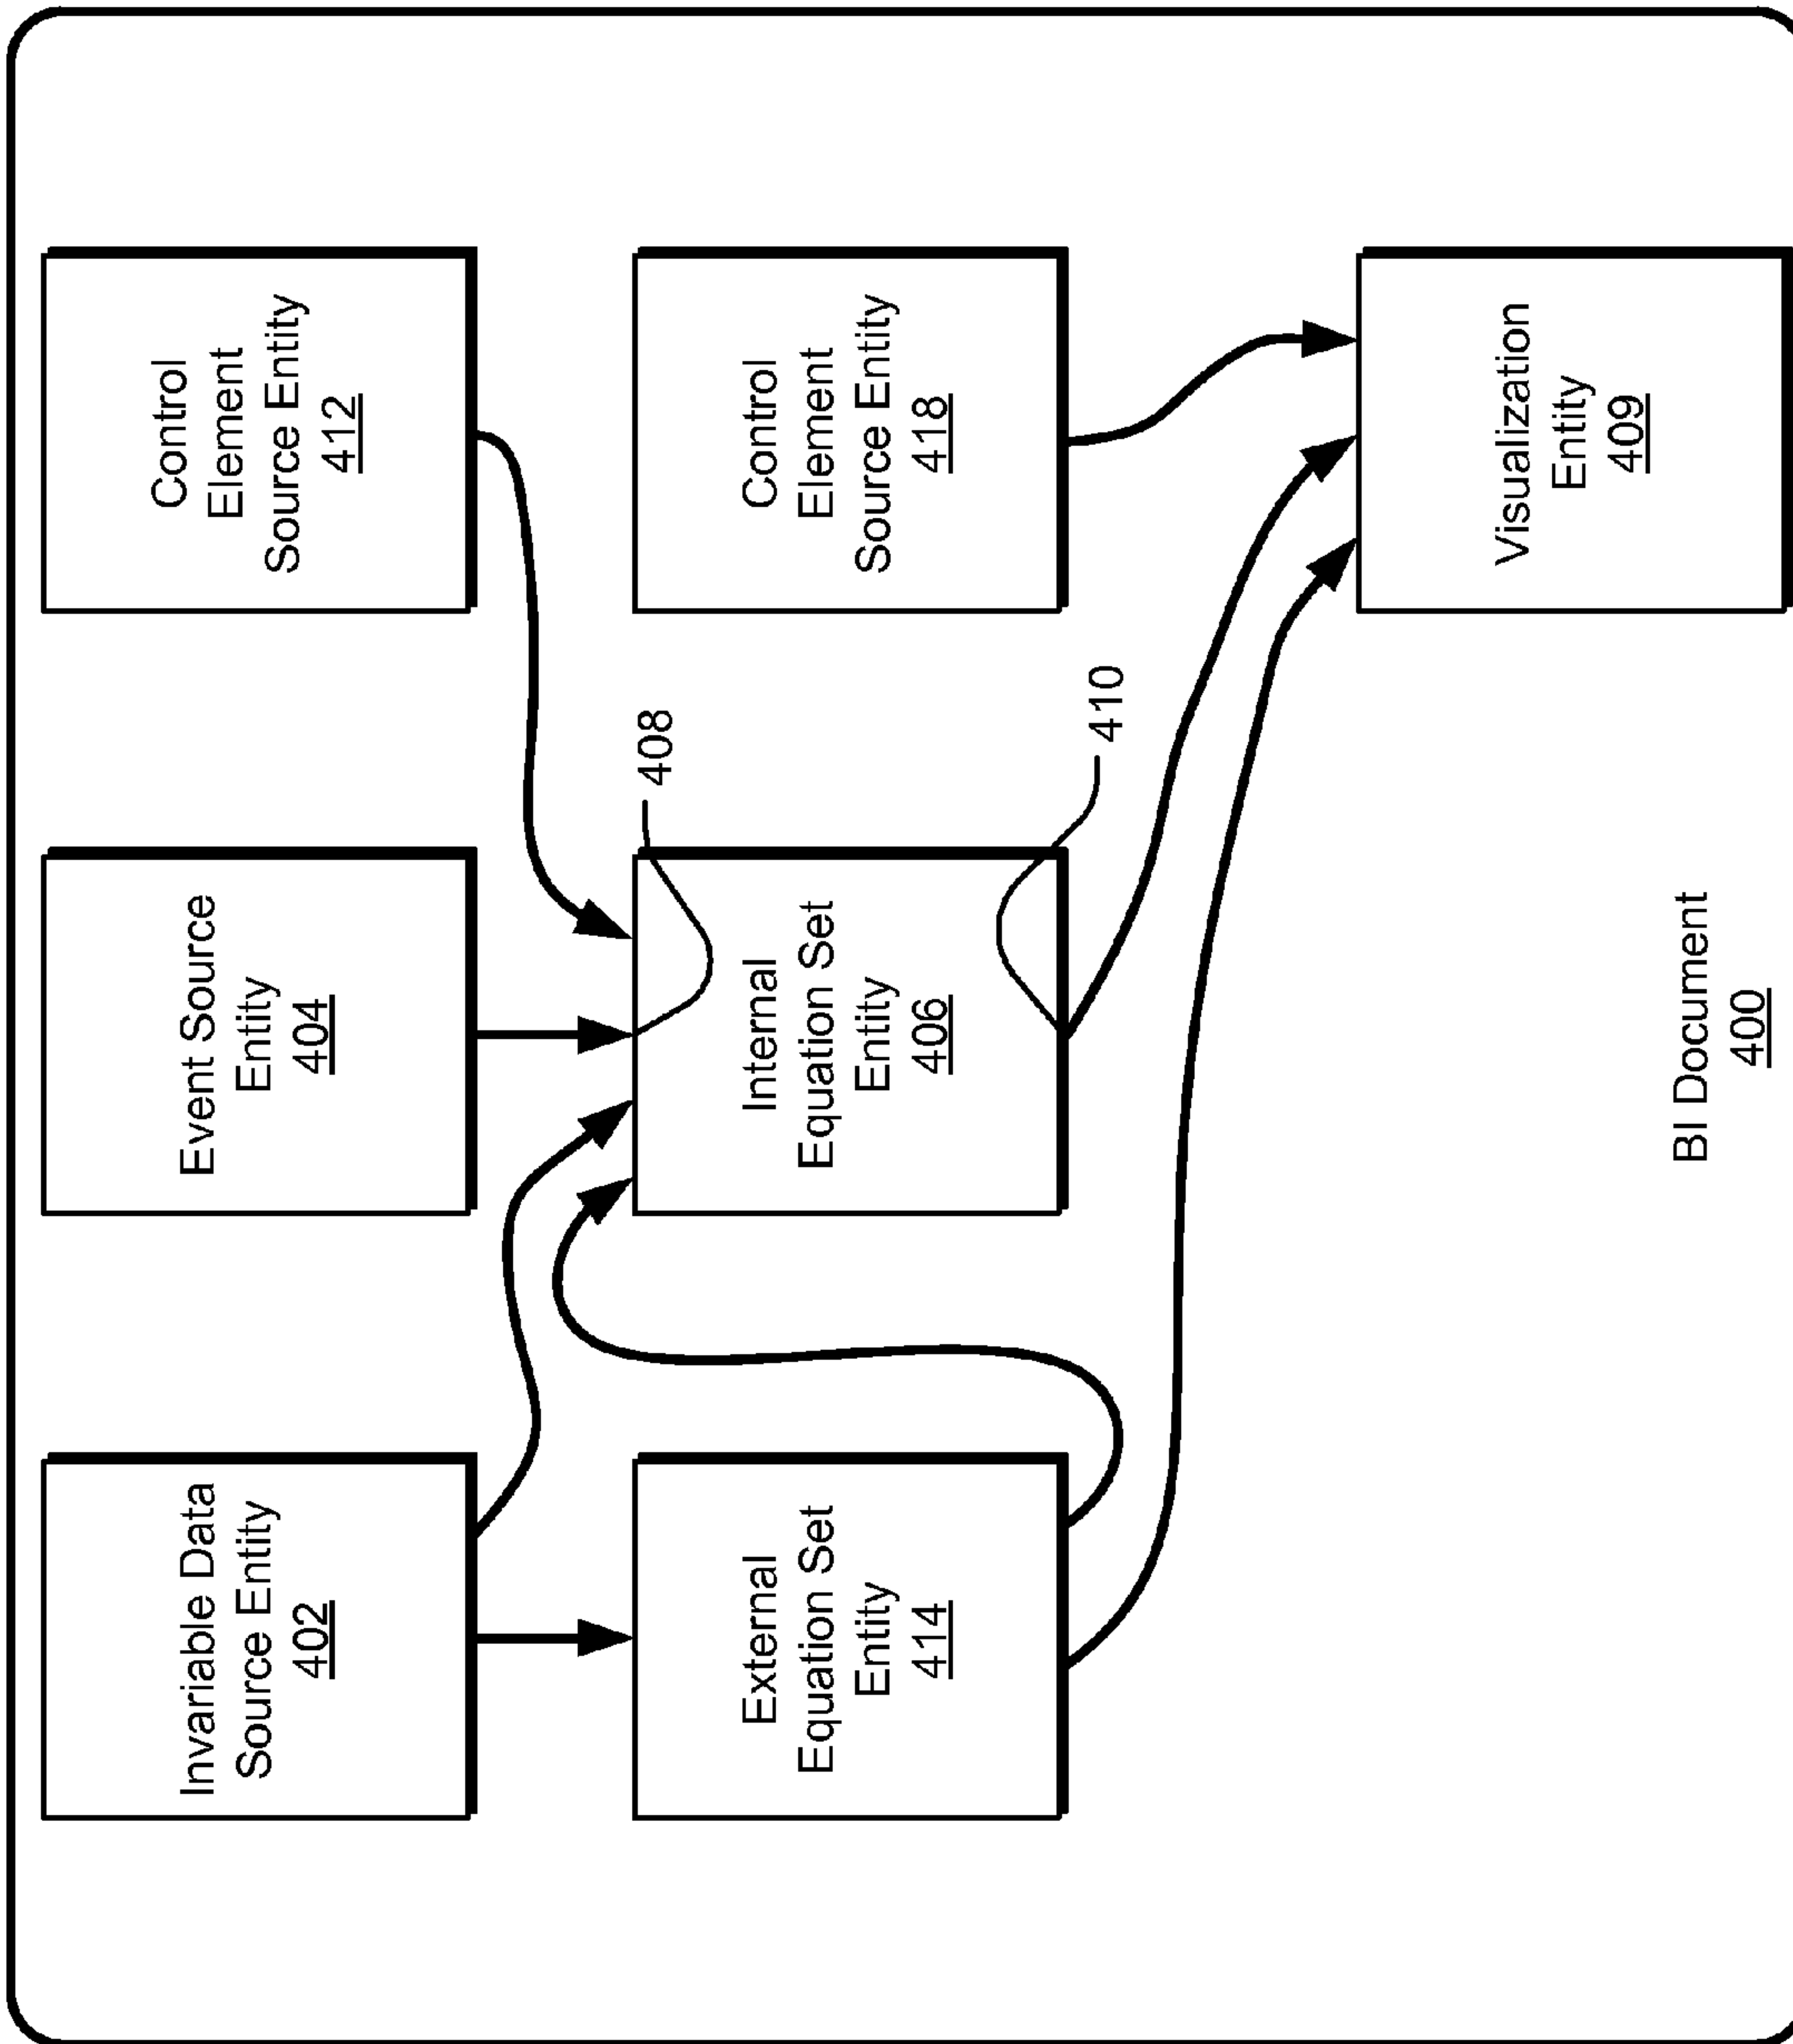 Invariable Data
Source Entity
402
Event Source
Entity
404
Control
Element
Source Entity
412
External
Equation Set
Entity
414
Internal
Equation Set
Entity
406
408
410
Control
Element
Source Entity
418
Visualization
Entity
409
BI Document
400